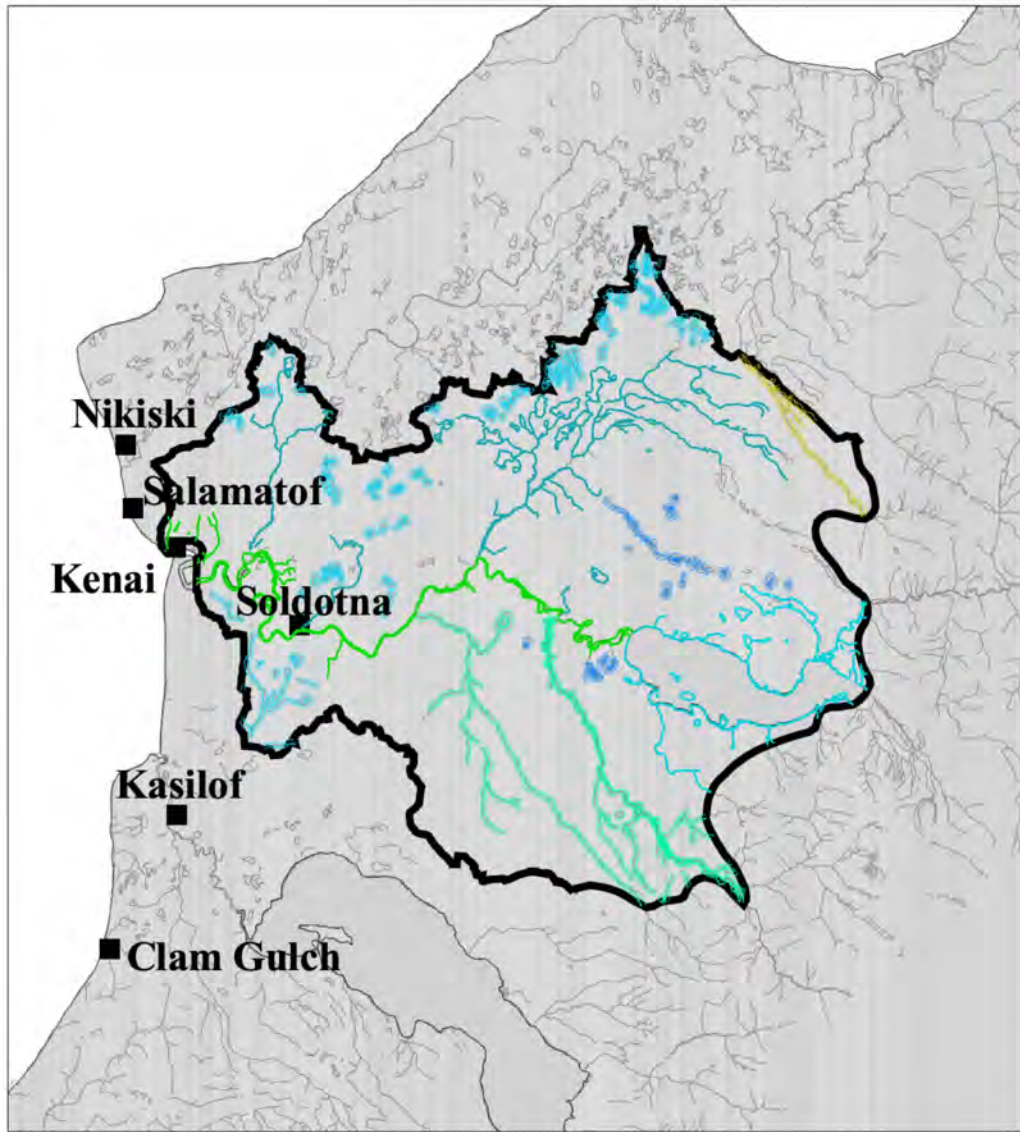 Nikiski
Salamatof
Kenai
Soldotna
Kasilof
Clam Gulch